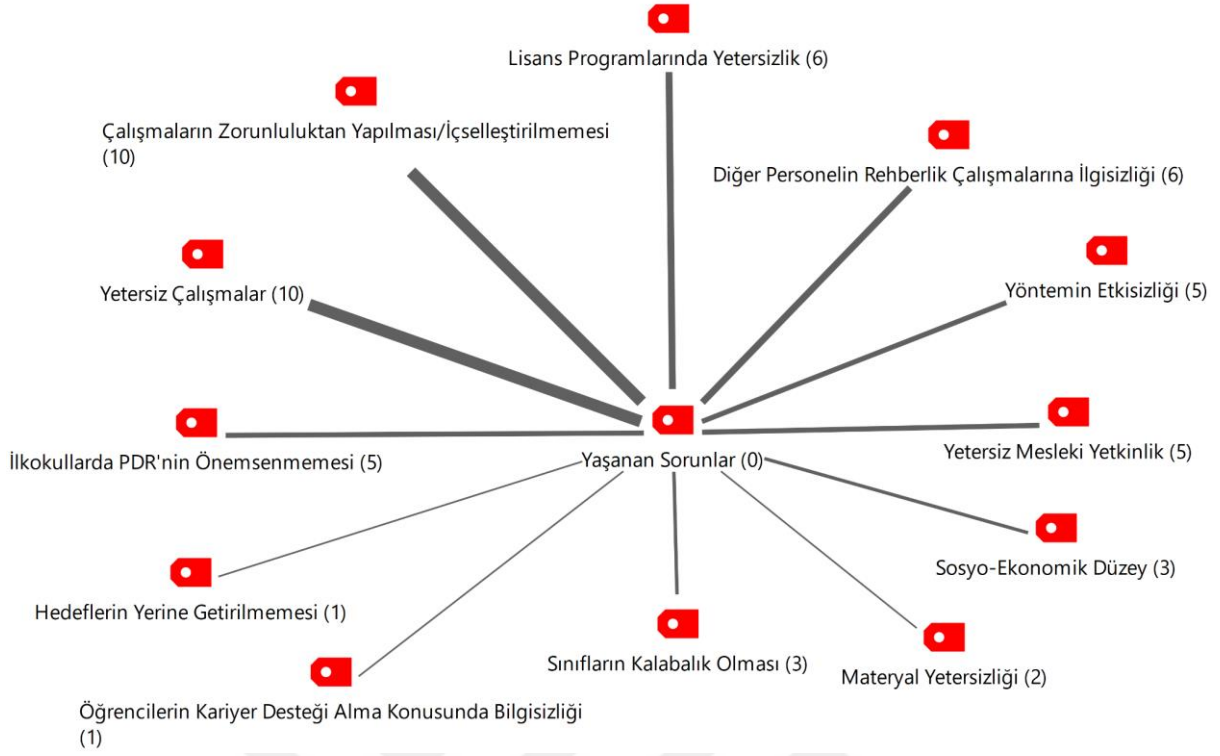 Lisans Programlarında Yetersizlik (6)
Çalışmaların Zorunluluktan Yapılması/İçselleştirilmemesi
(10)
Diğer Personelin Rehberlik Çalışmalarına İlgisizliği (6)
Yetersiz Çalışmalar (10)
Yöntemin Etkisizliği (5)
İlkokullarda PDR'nin Önemsenmemesi (5)
Yaşanan Sorunlar (0)
Yetersiz Mesleki Yetkinlik (5)
Sosyo-Ekonomik Düzey (3)
Hedeflerin Yerine Getirilmemesi (1)
Sınıfların Kalabalık Olması (3)
Materyal Yetersizliği (2)
Öğrencilerin Kariyer Desteği Alma Konusunda Bilgisizliği
(1)